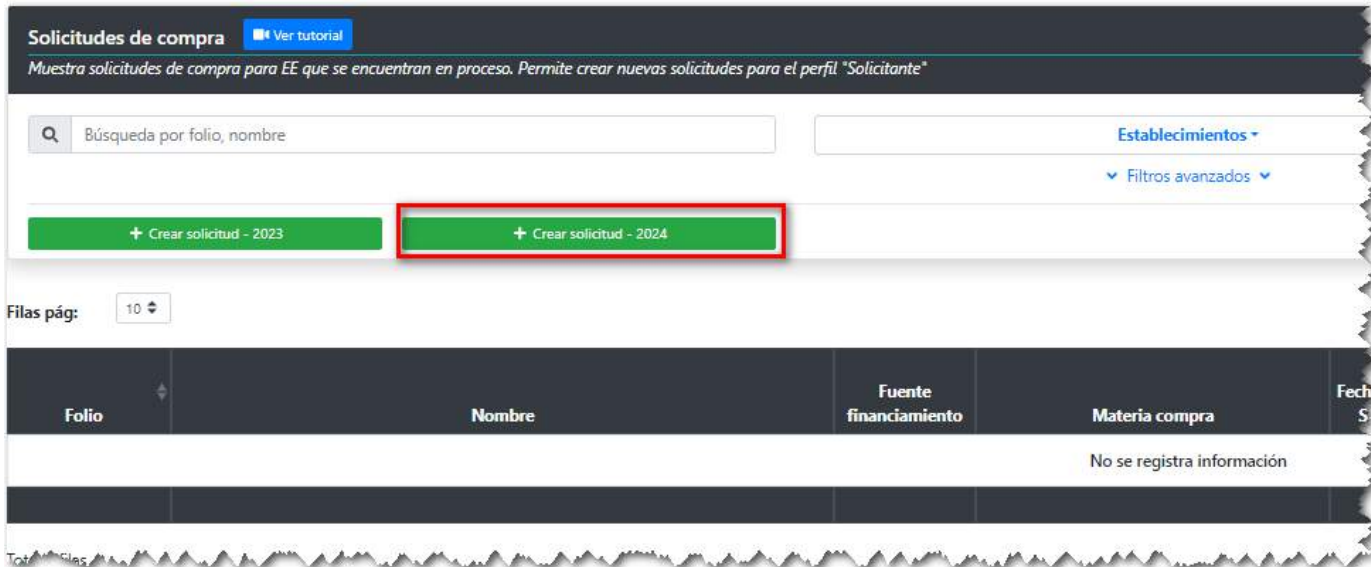 Solicitudes de compra Ver tutorial
Muestra solicitudes de compra para EE que se encuentran en proceso. Permite crear nuevas solicitudes para el perfil "Solicitante"
Búsqueda por folio, nombre Establecimientos
Filtros avanzados
+ Crear solicitud - 2023 + Crear solicitud - 2024
Filas pág: 10
Folio Nombre Fuente financiamiento Materia compra
No se registra información